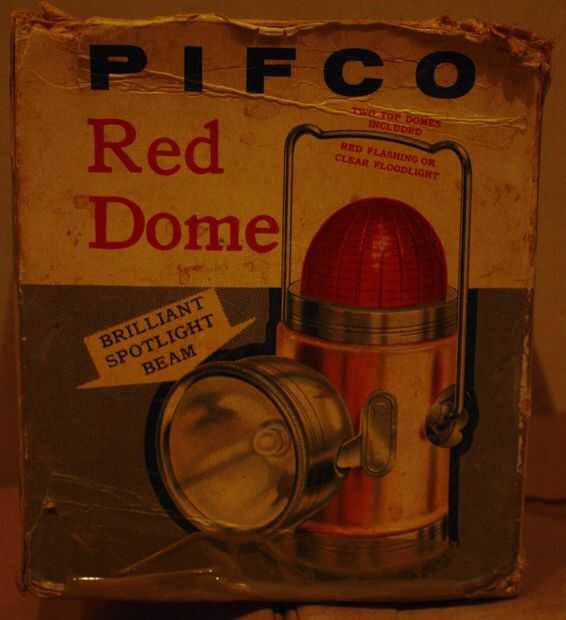 PIFCO
TWO TOP DOMES
INCLUDED
RED FLASHING OR
CLEAR FLOODLIGHT
Red
Dome
BRILLIANT
SPOTLIGHT
BEAM